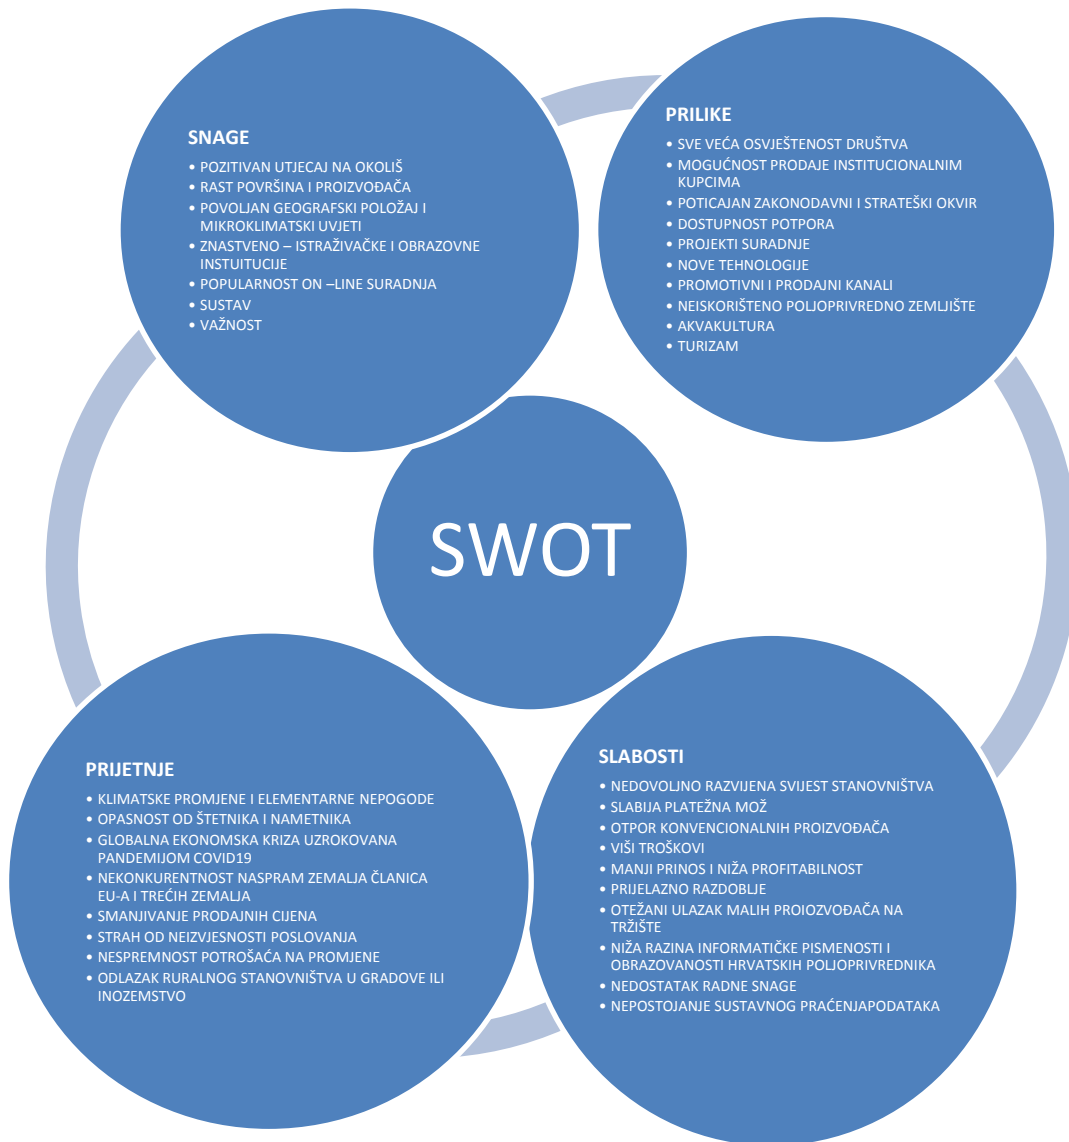 SNAGE
• POZITIVAN UTJECAJ NA OKOLIŠ
• RAST POVRŠINA I PROIZVOĐAČA
• POVOLJAN GEOGRAFSKI POLOŽAJ I
MIKROKLIMATSKI UVJETI
• ZNASTVENO – ISTRAŽIVAČKE I OBRAZOVNE
INSTUITUCIJE
• POPULARNOST ON –LINE SURADNJA
• SUSTAV
• VAŽNOST
PRILIKE
• SVE VEĆA OSVJEŠTENOST DRUŠTVA
• MOGUĆNOST PRODAJE INSTITUCIONALNIM
KUPCIMA
• POTICAJAN ZAKONODAVNI I STRATEŠKI OKVIR
• DOSTUPNOST POTPORA
• PROJEKTI SURADNJE
• NOVE TEHNOLOGIJE
• PROMOTIVNI I PRODAJNI KANALI
• NEISKORIŠTENO POLJOPRIVREDNO ZEMLJIŠTE
• AKVAKULTURA
• TURIZAM
SWOT
PRIJETNJE
• KLIMATSKE PROMJENE I ELEMENTARNE NEPOGODE
• OPASNOST OD ŠTETNIKA I NAMETNIKA
• GLOBALNA EKONOMSKA KRIZA UZROKOVANA
PANDEMIJOM COVID19
• NEKONKURENTNOST NASPRAM ZEMALJA ČLANICA
EU-A I TREĆIH ZEMALJA
• SMANJIVANJE PRODAJNIH CIJENA
• STRAH OD NEIZVJESNOSTI POSLOVANJA
• NESPREMNOST POTROŠAĆA NA PROMJENE
• ODLAZAK RURALNOG STANOVNIŠTVA U GRADOVE ILI
INOZEMSTVO
SLABOSTI
• NEDOVOLJNO RAZVIJENA SVIJEST STANOVNIŠTVA
• SLABIJA PLATEŽNA MOŽ
• OTPOR KONVENCIONALNIH PROIZVOĐAČA
• VIŠI TROŠKOVI
• MANJI PRINOS I NIŽA PROFITABILNOST
• PRIJELAZNO RAZDOBLJE
• OTEŽANI ULAZAK MALIH PROIOZVOĐAČA NA
TRŽIŠTE
• NIŽA RAZINA INFORMATIČKE PISMENOSTI I
OBRAZOVANOSTI HRVATSKIH POLJOPRIVREDNIKA
• NEDOSTATAK RADNE SNAGE
• NEPOSTOJANJE SUSTAVNOG PRAĆENJAPODATAKA